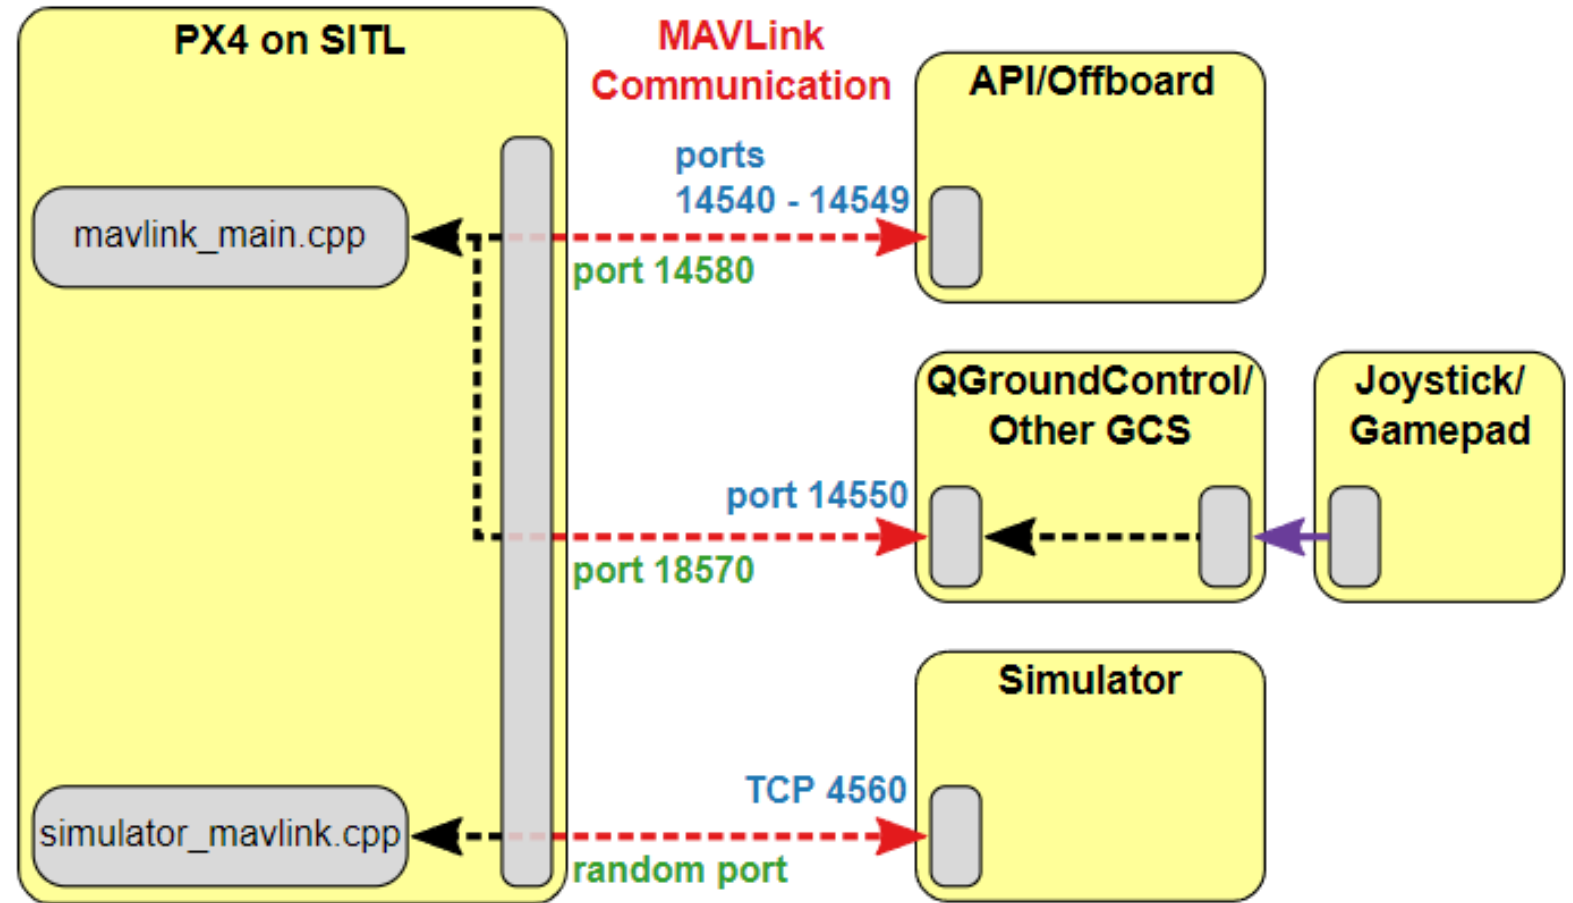 PX4 on SITL
MAVLink
Communication
API/Offboard
ports
14540 - 14549
mavlink_main.cpp
port 14580
QGroundControl/
Other GCS
Joystick/
Gamepad
port 14550
port 18570
Simulator
TCP 4560
simulator_mavlink.cpp
random port